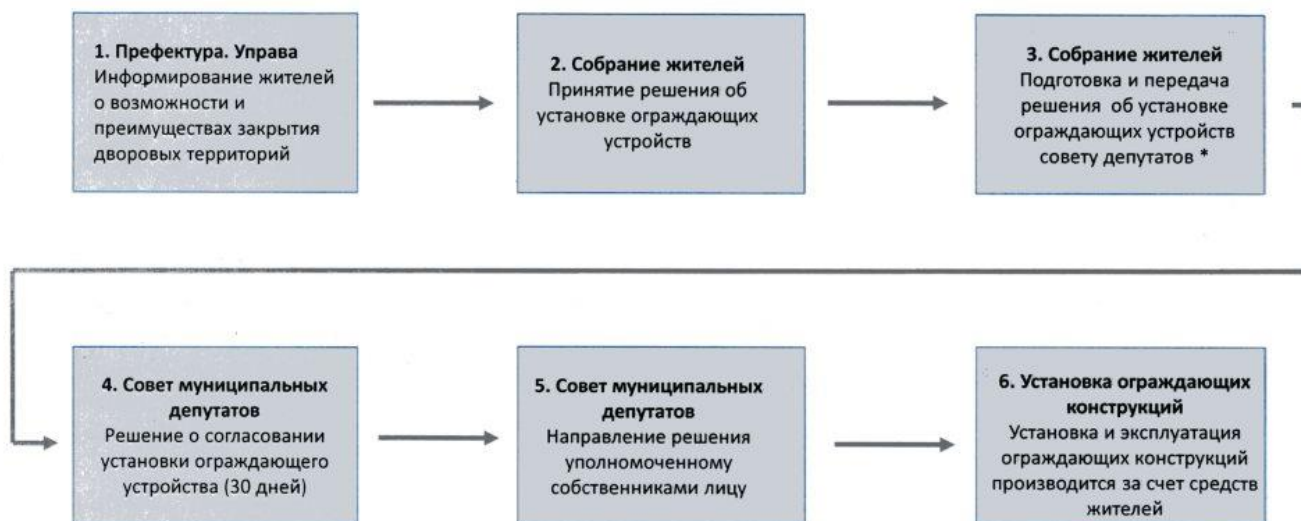 1. Префектура. Управа
Информирование жителей
о возможности и
преимуществах закрытия
дворовых территорий
2. Собрание жителей
Принятие решения об
установке ограждающих
устройств
3. Собрание жителей
Подготовка и передача
решения об установке
ограждающих устройств
совету депутатов *
4. Совет муниципальных
депутатов
Решение о согласовании
установки ограждающего
устройства (30 дней)
5. Совет муниципальных
депутатов
Направление решения
уполномоченному
собственниками лицу
6. Установка ограждающих
конструкций
Установка и эксплуатация
ограждающих конструкций
производится за счет средств
жителей